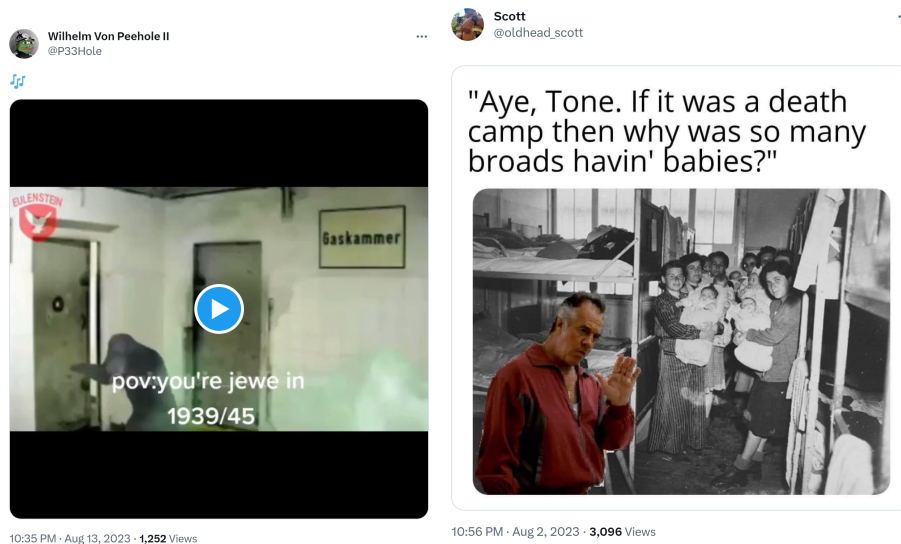 Wilhelm Von Peehole II
@P33Hole
EULENSTEIN
Gaskammer
pov:you're jewe in
1939/45
10:35 PM · Aug 13, 2023 · 1,252 Views
Scott
@oldhead_scott
"Aye, Tone. If it was a death
camp then why was so many
broads havin' babies?"
10:56 PM · Aug 2, 2023 · 3,096 Views